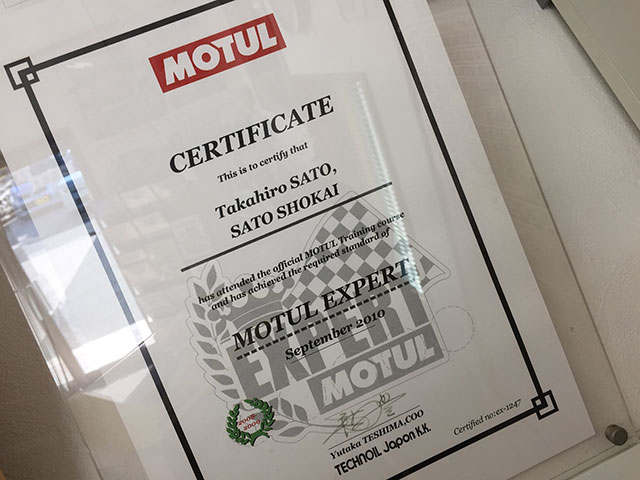 MOTUL
CERTIFICATE
This is to certify that
Takahiro SATO,
SATO SHOKAI
has attended the official MOTUL Training course
and has achieved the required standard of
MOTUL EXPERT
September 2010
EXPERT
MOTUL
Yutaka TESHIMA.COO
TECHNOIL Japon K.K.
Certified no:ex-1247